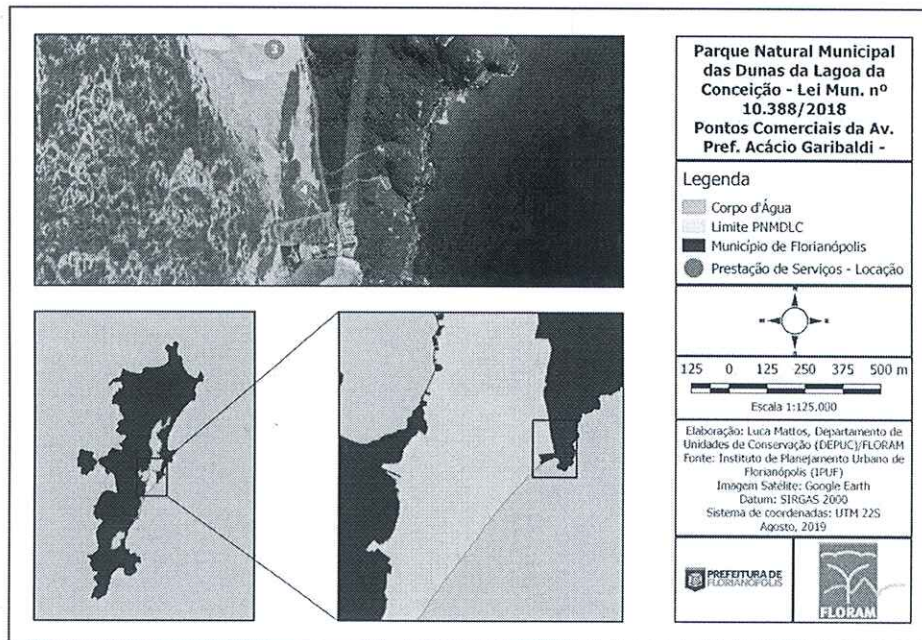 3
4
Parque Natural Municipal
das Dunas da Lagoa da
Conceição - Lei Mun. nº
10.388/2018
Pontos Comerciais da Av.
Pref. Acácio Garibaldi -
Legenda
Corpo d'Água
Limite PNMDLC
Município de Florianópolis
Prestação de Serviços - Locação
125 0 125 250 375 500 m
Escala 1:125.000
Elaboração: Luca Mattos, Departamento de
Unidades de Conservação (DEPUC)/FLORAM
Fonte: Instituto de Planejamento Urbano de
Florianópolis (IPUF)
Imagem Satélite: Google Earth
Datum: SIRGAS 2000
Sistema de coordenadas: UTM 22S
Agosto, 2019
PREFEITURA DE
FLORIANÓPOLIS
FLORAM